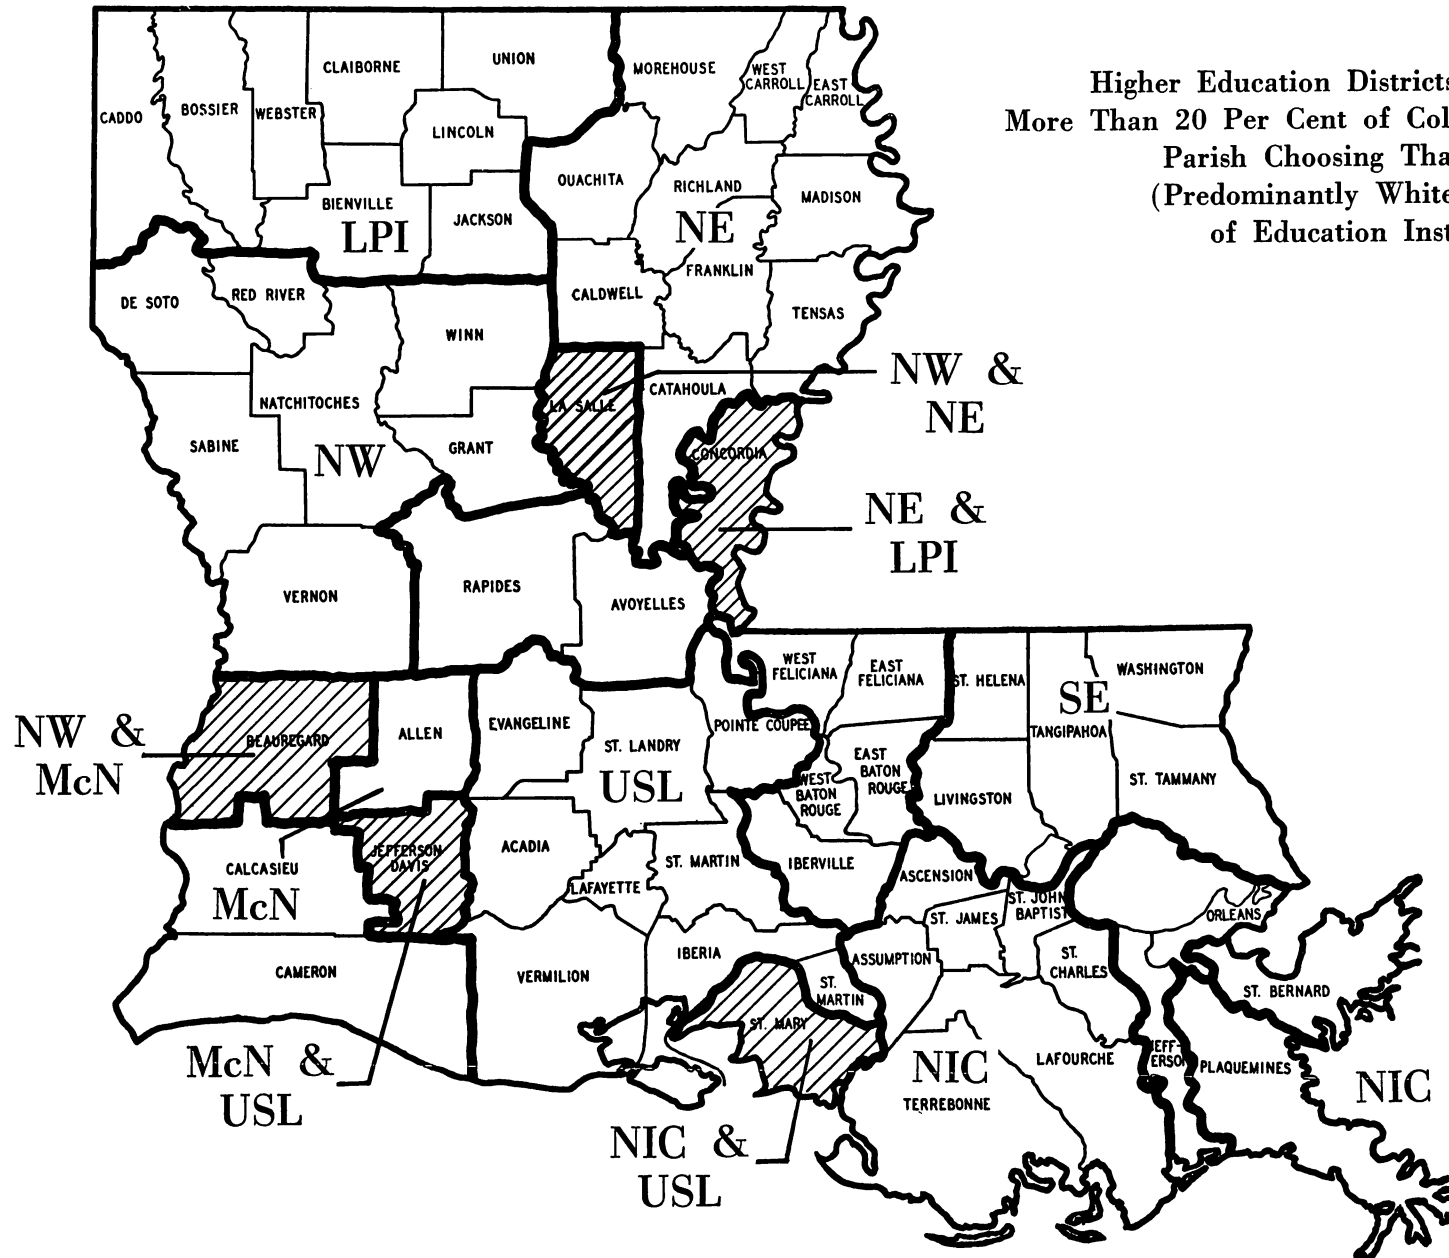 Higher Education Districts
More Than 20 Per Cent of Col
Parish Choosing Tha
(Predominantly White
of Education Inst
CADDO
BOSSIER
WEBSTER
CLAIBORNE
UNION
LINCOLN
BIENVILLE
JACKSON
LPI
MOREHOUSE
WEST
CARROLL
EAST
CARROLL
OUACHITA
RICHLAND
MADISON
NE
FRANKLIN
CALDWELL
TENSAS
DE SOTO
RED RIVER
WINN
NATCHITOCHES
SABINE
GRANT
NW
LA SALLE
CATAHOULA
NW &
NE
CONCORDIA
NE &
LPI
VERNON
RAPIDES
AVOYELLES
BEAUREGARD
NW &
McN
ALLEN
EVANGELINE
ST. LANDRY
USL
POINTE COUPEE
WEST
FELICIANA
EAST
FELICIANA
ST. HELENA
SE
WASHINGTON
TANGIPAHOA
ST. TAMMANY
WEST
BATON
ROUGE
EAST
BATON
ROUGE
LIVINGSTON
CALCASIEU
McN
JEFFERSON
DAVIS
ACADIA
LAFAYETTE
ST. MARTIN
IBERVILLE
ASCENSION
ST. JOHN
BAPTIST
ST. JAMES
ORLEANS
CAMERON
VERMILION
IBERIA
ST.
MARTIN
ASSUMPTION
ST.
CHARLES
ST. BERNARD
ST. MARY
McN &
USL
NIC
TERREBONNE
LAFOURCHE
JEFF-
ERSO
PLAQUEMINES
NIC
NIC &
USL